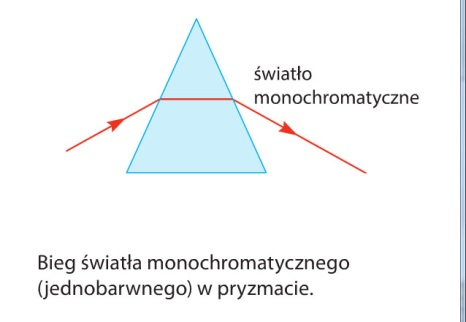 światło
monochromatyczne
Bieg światła monochromatycznego
(jednobarwnego) w pryzmacie.